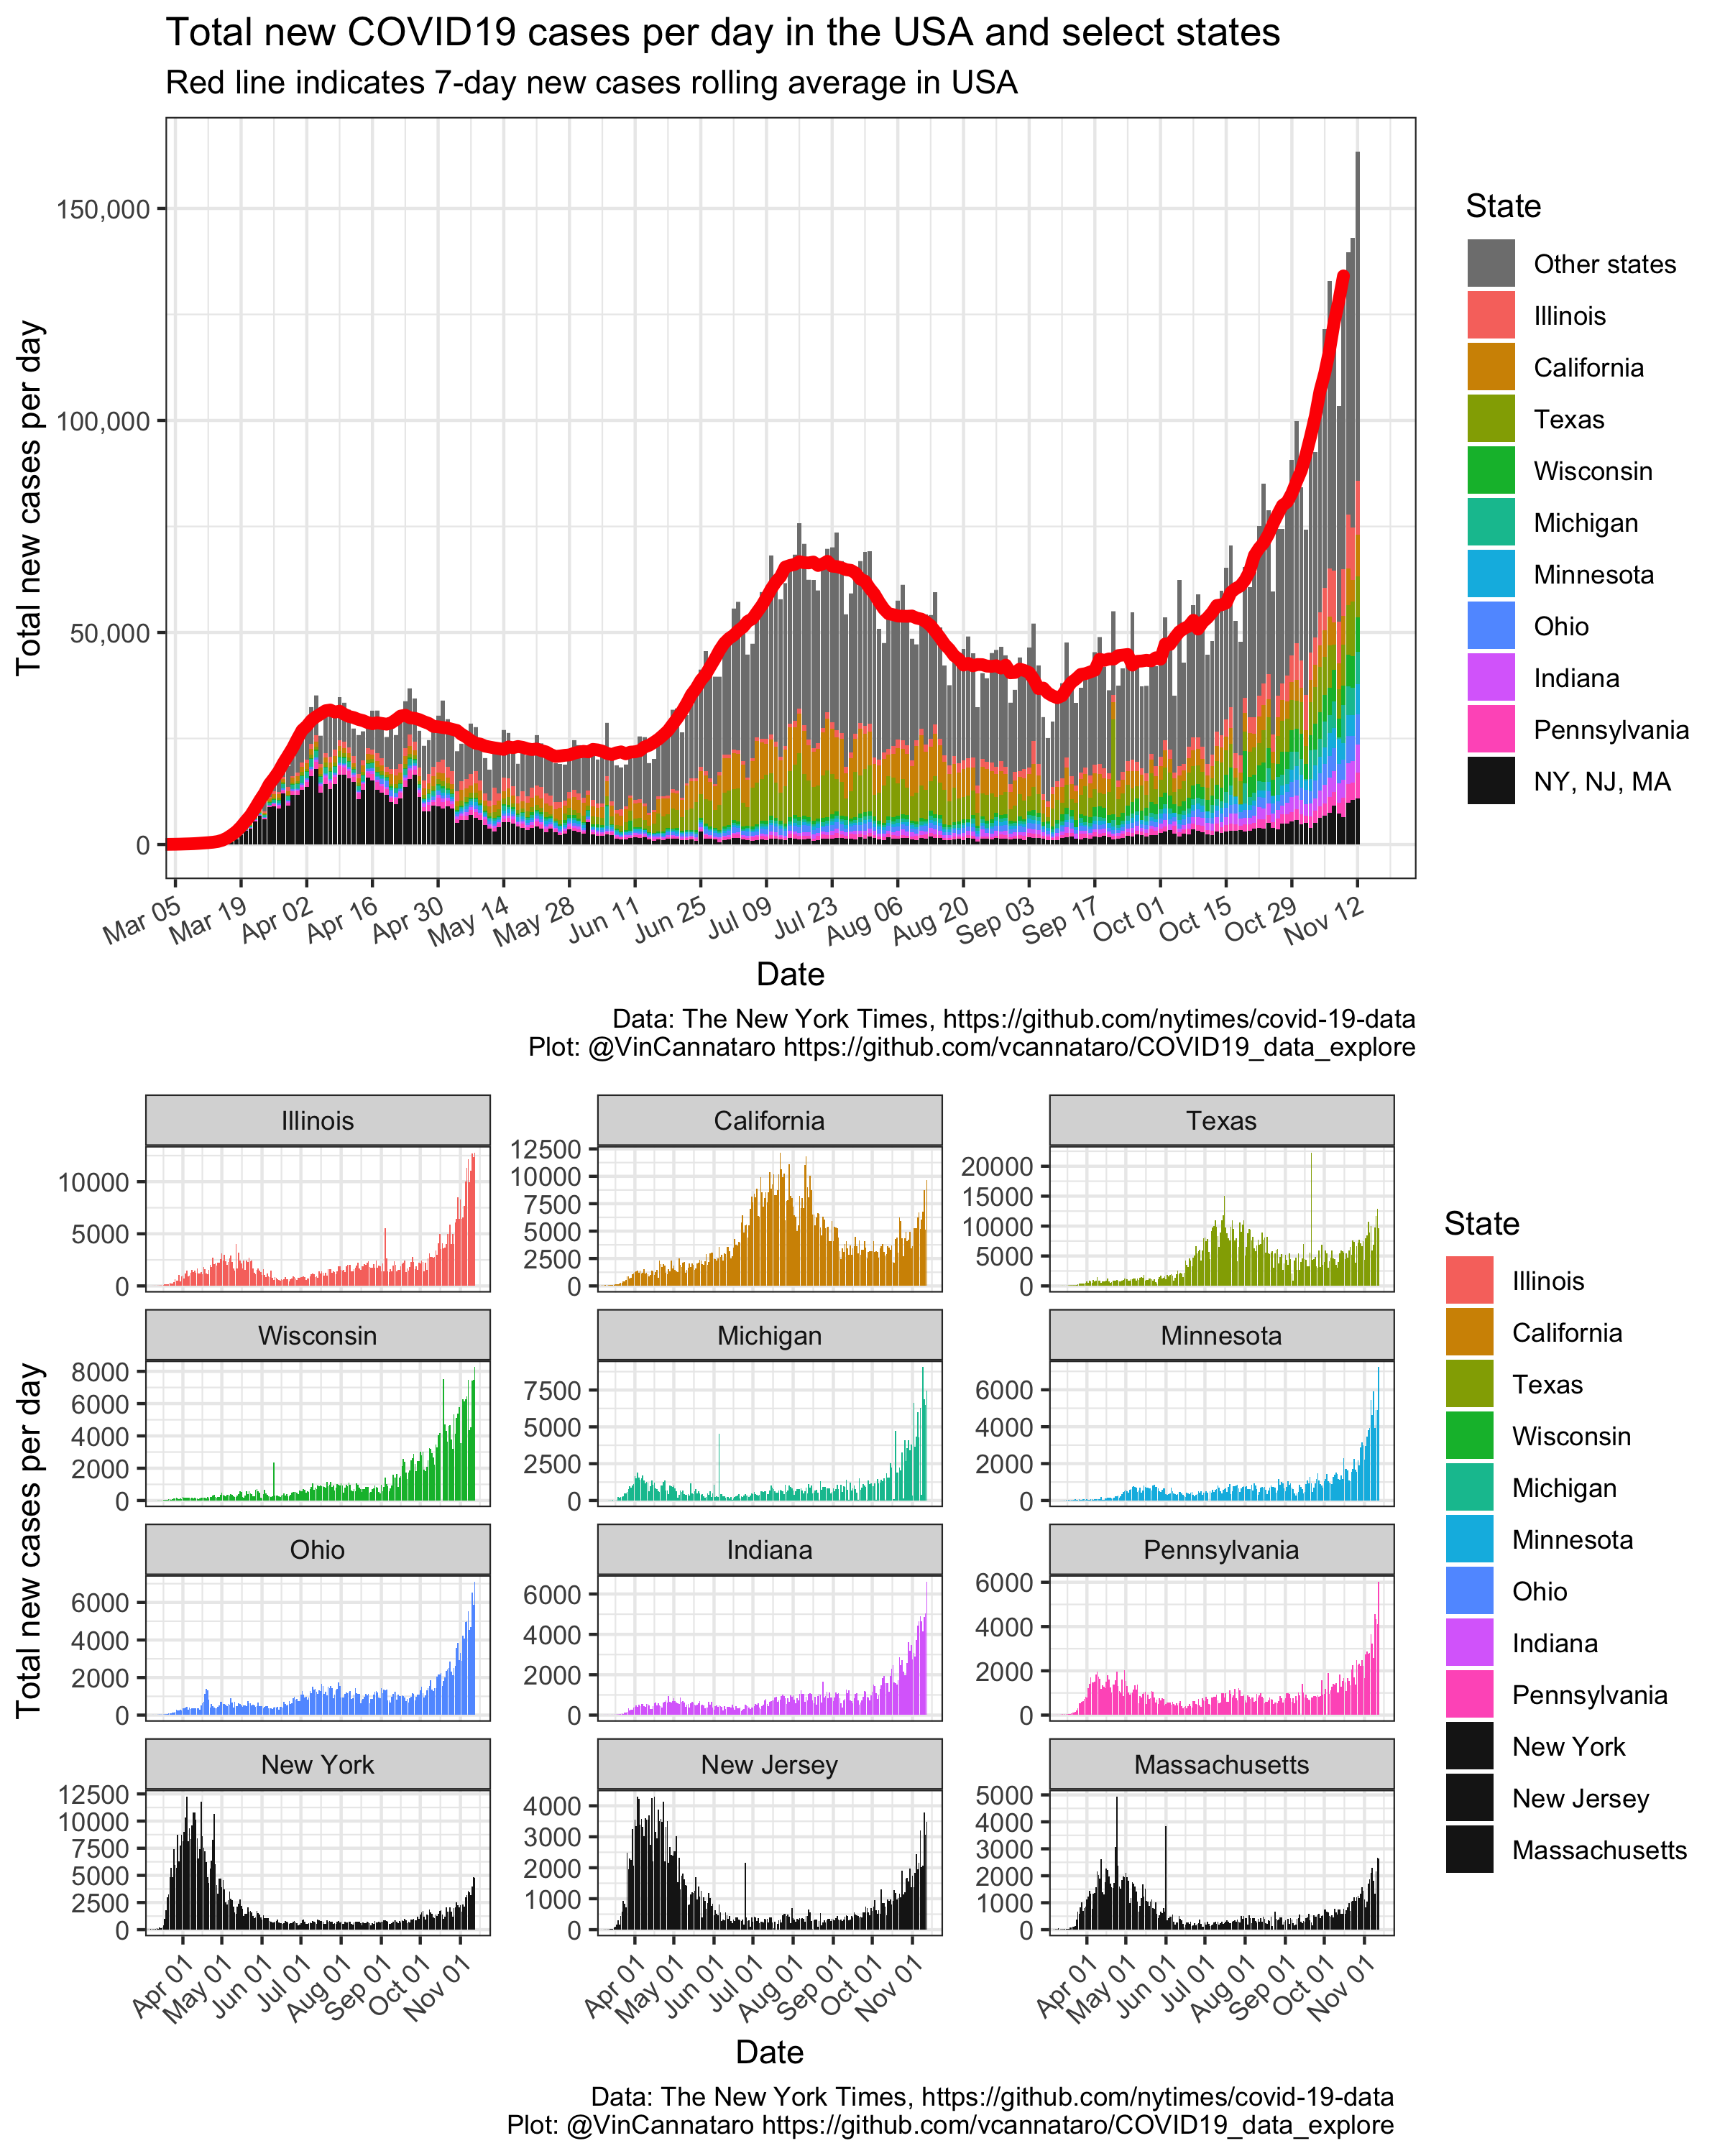 Total new COVID19 cases per day in the USA and select states
Red line indicates 7-day new cases rolling average in USA
Total new cases per day
150,000
100,000
50,000
0
Mar 05
Mar 19
Apr 02
Apr 16
Apr 30
May 14
May 28
Jun 11
Jun 25
Jul 09
Jul 23
Aug 06
Aug 20
Sep 03
Sep 17
Oct 01
Oct 15
Oct 29
Nov 12
Date
State
Other states
Illinois
California
Texas
Wisconsin
Michigan
Minnesota
Ohio
Indiana
Pennsylvania
NY, NJ, MA
Data: The New York Times, https://github.com/nytimes/covid-19-data
Plot: @VinCannataro https://github.com/vcannataro/COVID19_data_explore
Total new cases per day
Illinois
10000
5000
0
California
12500
10000
7500
5000
2500
0
Texas
20000
15000
10000
5000
0
Wisconsin
8000
6000
4000
2000
0
Michigan
7500
5000
2500
0
Minnesota
6000
4000
2000
0
Ohio
6000
4000
2000
0
Indiana
6000
4000
2000
0
Pennsylvania
6000
4000
2000
0
New York
12500
10000
7500
5000
2500
0
New Jersey
4000
3000
2000
1000
0
Massachusetts
5000
4000
3000
2000
1000
0
Apr 01
May 01
Jun 01
Jul 01
Aug 01
Sep 01
Oct 01
Nov 01
Apr 01
May 01
Jun 01
Jul 01
Aug 01
Sep 01
Oct 01
Nov 01
Apr 01
May 01
Jun 01
Jul 01
Aug 01
Sep 01
Oct 01
Nov 01
Date
State
Illinois
California
Texas
Wisconsin
Michigan
Minnesota
Ohio
Indiana
Pennsylvania
New York
New Jersey
Massachusetts
Data: The New York Times, https://github.com/nytimes/covid-19-data
Plot: @VinCannataro https://github.com/vcannataro/COVID19_data_explore